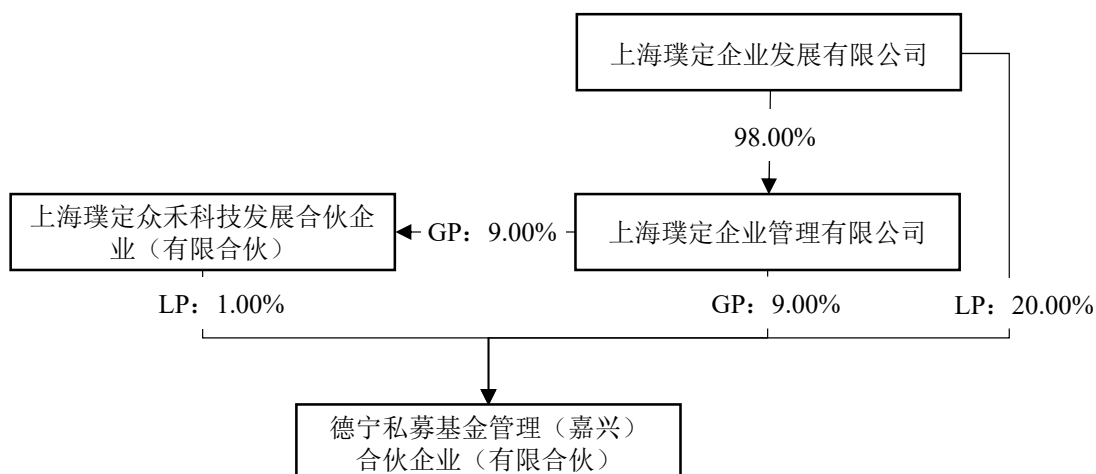 上海璞定企业发展有限公司
98.00%
上海璞定众禾科技发展合伙企
业（有限合伙）
GP：9.00%
上海璞定企业管理有限公司
LP：1.00%
GP：9.00%
LP：20.00%
德宁私募基金管理（嘉兴）
合伙企业（有限合伙）